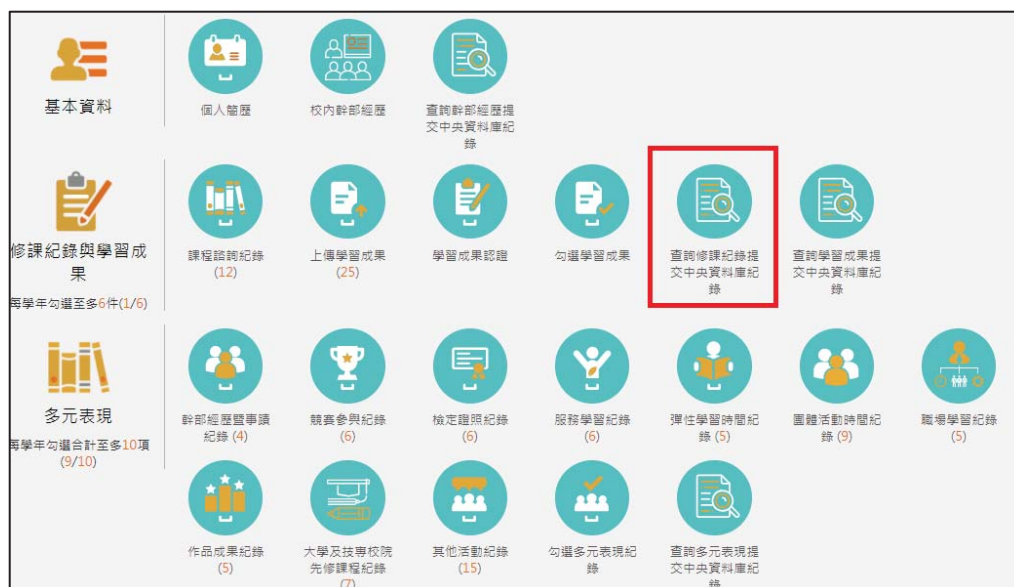 基本資料
個人簡歷
校內幹部經歷
查詢幹部經歷提
交中央資料庫紀
錄
修課紀錄與學習成
果
每學年勾選至多6件(1/6)
課程諮詢紀錄
(12)
上傳學習成果
(25)
學習成果認證
勾選學習成果
查詢修課紀錄提
交中央資料庫紀
錄
查詢學習成果提
交中央資料庫紀
錄
多元表現
每學年勾選合計至多10項
(9/10)
幹部經歷暨事蹟
紀錄 (4)
競賽參與紀錄
(6)
檢定證照紀錄
(6)
服務學習紀錄
(6)
彈性學習時間紀
錄 (5)
團體活動時間紀
錄 (9)
職場學習紀錄
(5)
作品成果紀錄
(5)
大學及技專校院
先修課程紀錄
(7)
其他活動紀錄
(15)
勾選多元表現紀
錄
查詢多元表現提
交中央資料庫紀
錄